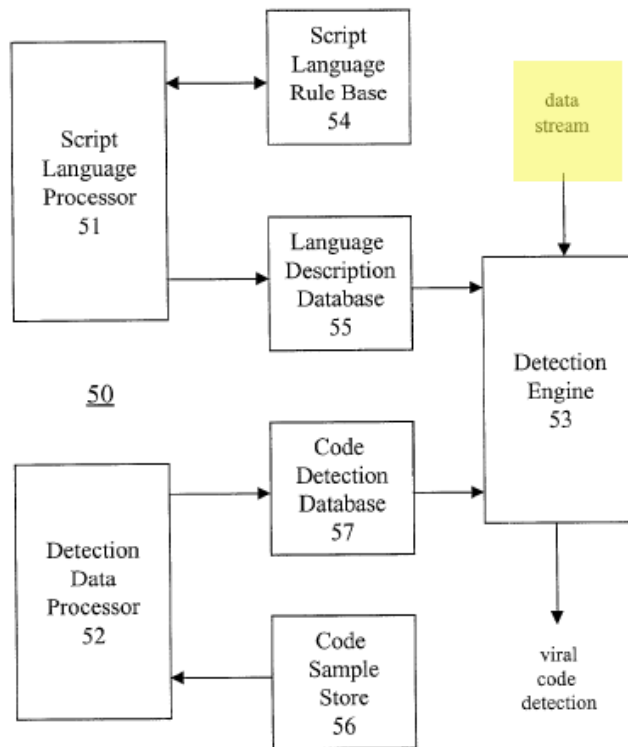 Script
Language
Rule Base
54
data
stream
Script
Language
Processor
51
Language
Description
Database
55
Detection
Engine
53
50
Code
Detection
Database
57
Detection
Data
Processor
52
Code
Sample
Store
56
viral
code
detection